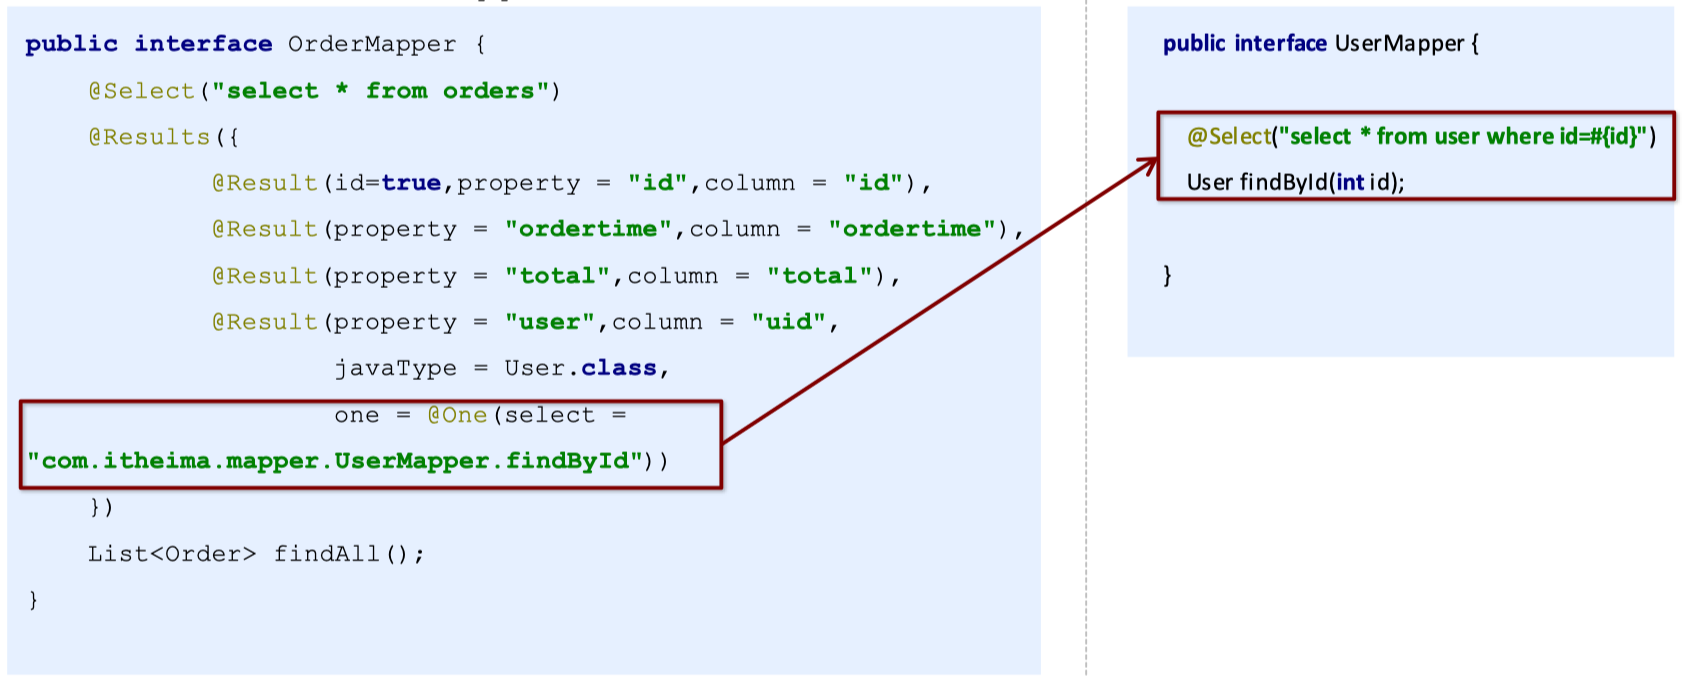 public interface OrderMapper {
@Select("select * from orders")
@Results({
@Result(id=true,property = "id",column = "id"),
@Result(property = "ordertime",column = "ordertime"),
@Result(property = "total",column = "total"),
@Result(property = "user",column = "uid",
javaType = User.class,
one = @One(select =
"com.itheima.mapper.UserMapper.findById"))
})
List<Order> findAll();
}
public interface UserMapper {
@Select("select * from user where id=#{id}")
User findById(int id);
}